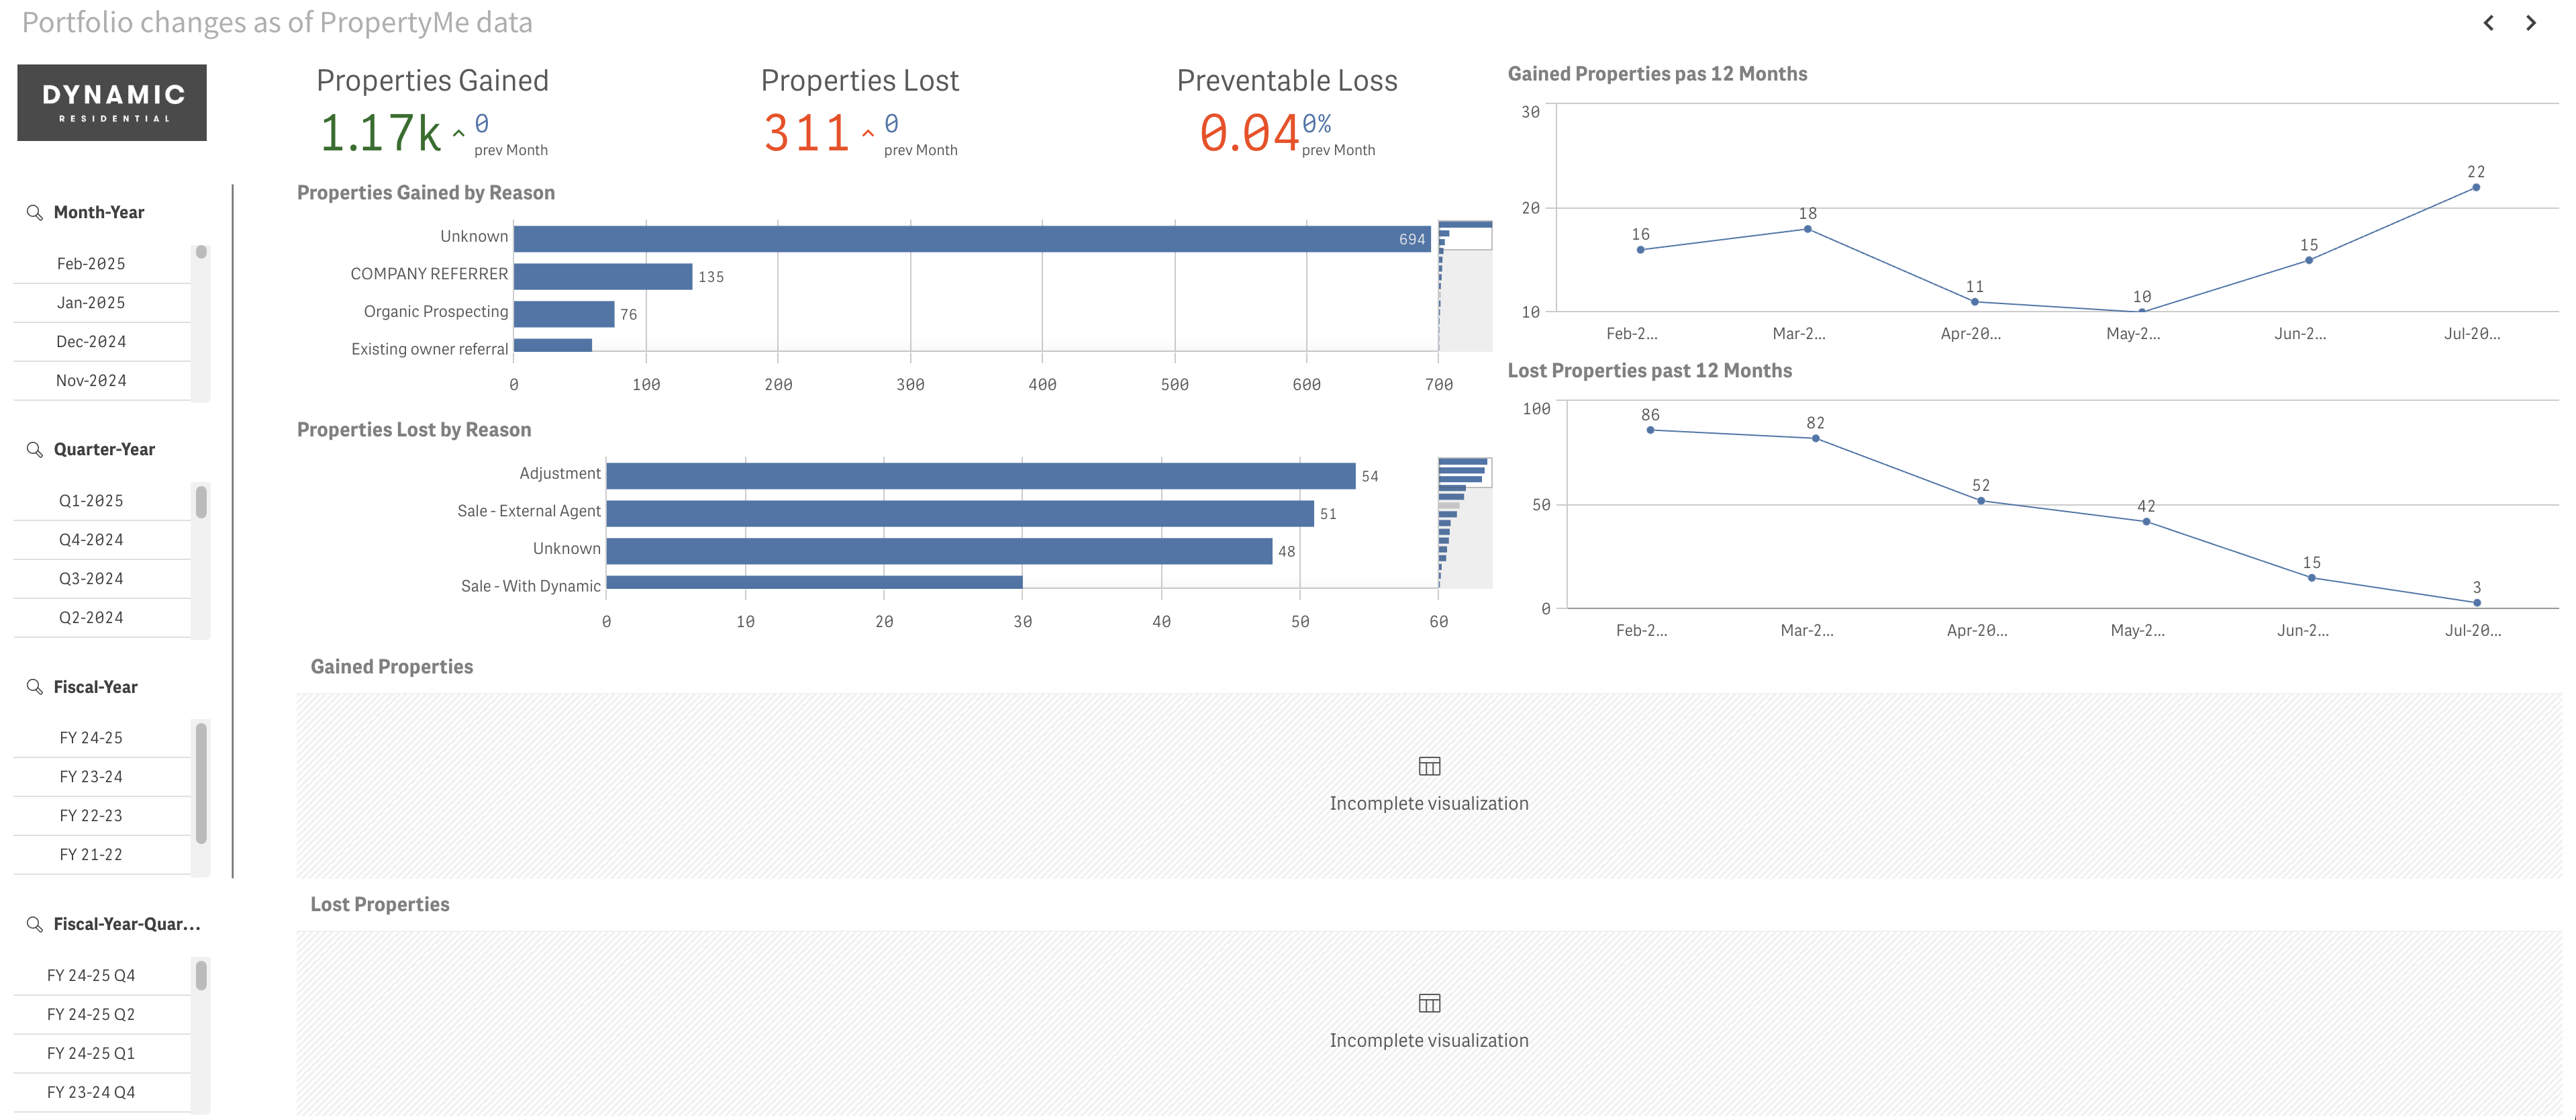 Portfolio changes as of PropertyMe data
DYNAMIC
RESIDENTIAL
Month-Year
Feb-2025
Jan-2025
Dec-2024
Nov-2024
Quarter-Year
Q1-2025
Q4-2024
Q3-2024
Q2-2024
Fiscal-Year
FY 24-25
FY 23-24
FY 22-23
FY 21-22
Fiscal-Year-Quar...
FY 24-25 Q4
FY 24-25 Q2
FY 24-25 Q1
FY 23-24 Q4
Properties Gained
1.17k
0
prev Month
Properties Lost
311
0
prev Month
Preventable Loss
0.04
0%
prev Month
Properties Gained by Reason
Unknown
694
COMPANY REFERRER
135
Organic Prospecting
76
Existing owner referral
0 100 200 300 400 500 600 700
Properties Lost by Reason
Adjustment
54
Sale - External Agent
51
Unknown
48
Sale - With Dynamic
0 10 20 30 40 50 60
Gained Properties pas 12 Months
30
20
10
16 18 11 10 15 22
Feb-2... Mar-2... Apr-20... May-2... Jun-2... Jul-20...
Lost Properties past 12 Months
100
50
0
86 82 52 42 15 3
Feb-2... Mar-2... Apr-20... May-2... Jun-2... Jul-20...
Gained Properties
Incomplete visualization
Lost Properties
Incomplete visualization